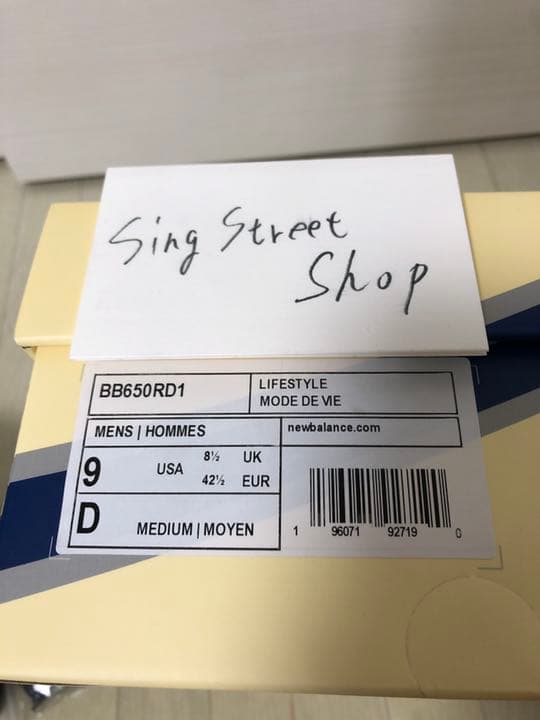 Sing Street
Shop
BB650RD1
LIFESTYLE
MODE DE VIE
MENS | HOMMES
newbalance.com
9 USA 8½ UK
42½ EUR
D MEDIUM | MOYEN
1 96071 92719 0